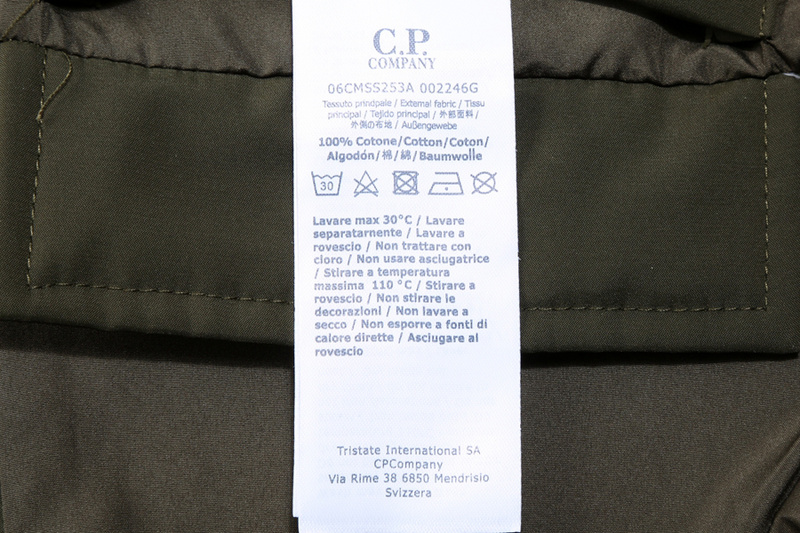 C.P.
COMPANY
06CMSS253A 002246G
Tessuto principale / External fabric / Tissu
principal / Tejido principal / 外部面料 /
外側の布地 / Außengewebe
100% Cotone/Cotton/Coton/
Algodón/棉/綿/Baumwolle
30
Lavare max 30°C / Lavare
separatamente / Lavare a
rovescio / Non trattare con
cloro / Non usare asciugatrice
/ Stirare a temperatura
massima 110°C / Stirare a
rovescio / Non stirare le
decorazioni / Non lavare a
secco / Non esporre a fonti di
calore dirette / Asciugare al
rovescio
Tristate International SA
CPCompany
Via Rime 38 6850 Mendrisio
Svizzera